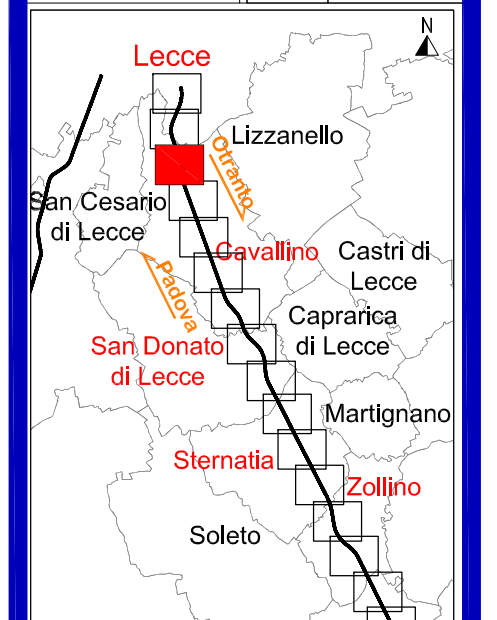 N
Lecce
Lizzanello
Otranto
San Cesario
di Lecce
Cavallino
Castri di
Lecce
Padova
Caprarica
di Lecce
San Donato
di Lecce
Martignano
Sternatia
Zollino
Soleto